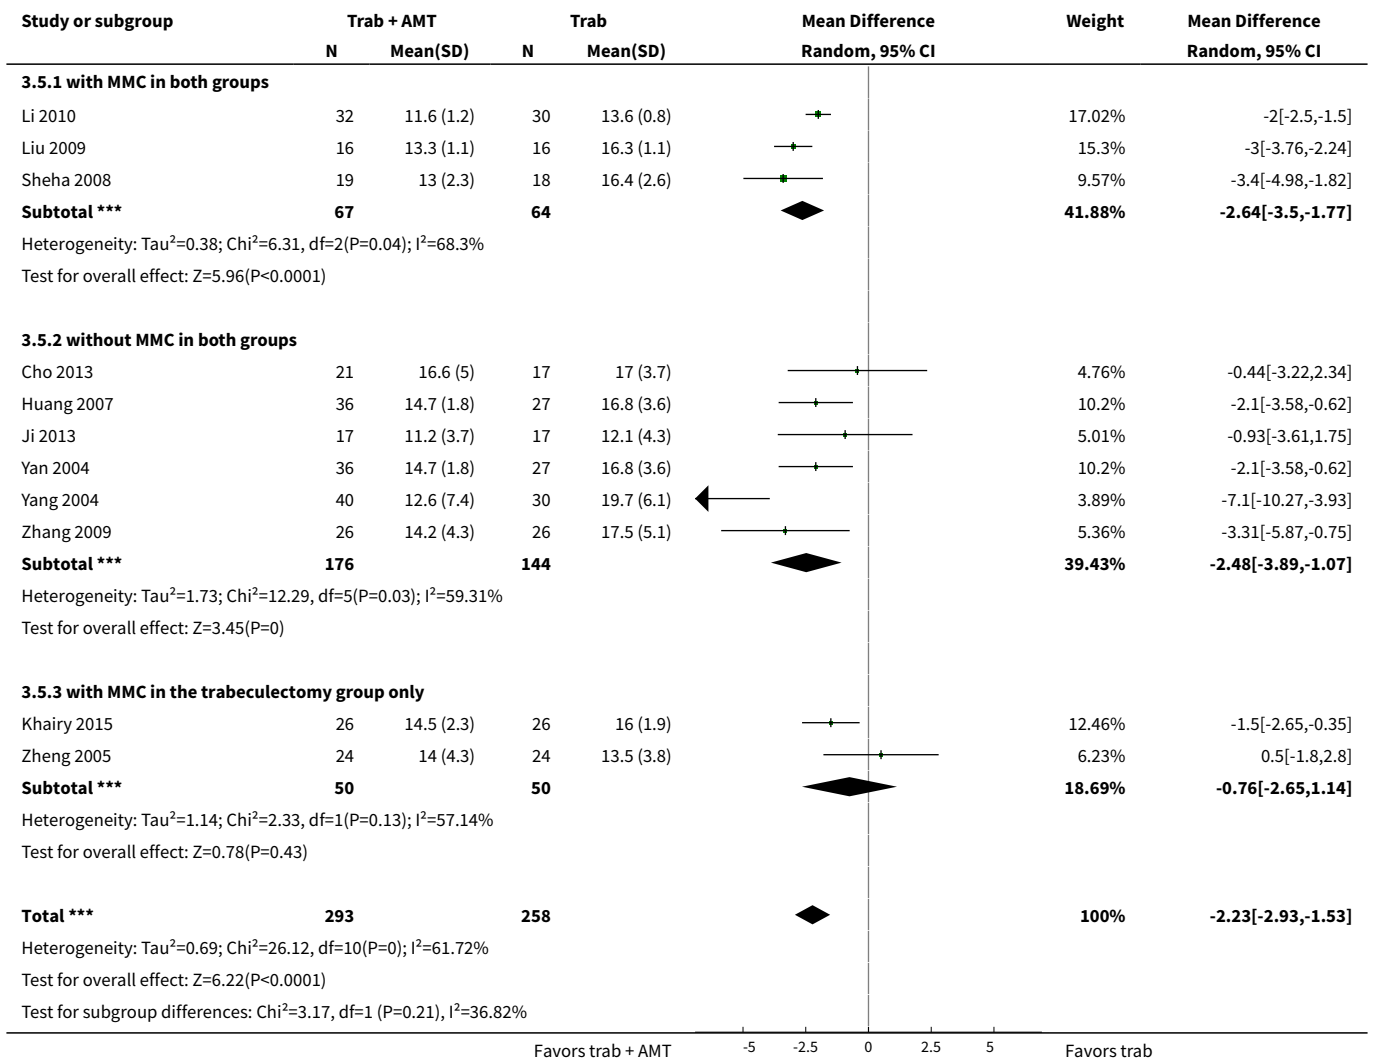 Study or subgroup Trab + AMT Trab Mean Difference Weight Mean Difference
N Mean(SD) N Mean(SD) Random, 95% CI Random, 95% CI
3.5.1 with MMC in both groups
Li 2010 32 11.6 (1.2) 30 13.6 (0.8) 17.02% -2[-2.5,-1.5]
Liu 2009 16 13.3 (1.1) 16 16.3 (1.1) 15.3% -3[-3.76,-2.24]
Sheha 2008 19 13 (2.3) 18 16.4 (2.6) 9.57% -3.4[-4.98,-1.82]
Subtotal *** 67 64 41.88% -2.64[-3.5,-1.77]
Heterogeneity: Tau²=0.38; Chi²=6.31, df=2(P=0.04); I²=68.3%
Test for overall effect: Z=5.96(P<0.0001)
3.5.2 without MMC in both groups
Cho 2013 21 16.6 (5) 17 17 (3.7) 4.76% -0.44[-3.22,2.34]
Huang 2007 36 14.7 (1.8) 27 16.8 (3.6) 10.2% -2.1[-3.58,-0.62]
Ji 2013 17 11.2 (3.7) 17 12.1 (4.3) 5.01% -0.93[-3.61,1.75]
Yan 2004 36 14.7 (1.8) 27 16.8 (3.6) 10.2% -2.1[-3.58,-0.62]
Yang 2004 40 12.6 (7.4) 30 19.7 (6.1) 3.89% -7.1[-10.27,-3.93]
Zhang 2009 26 14.2 (4.3) 26 17.5 (5.1) 5.36% -3.31[-5.87,-0.75]
Subtotal *** 176 144 39.43% -2.48[-3.89,-1.07]
Heterogeneity: Tau²=1.73; Chi²=12.29, df=5(P=0.03); I²=59.31%
Test for overall effect: Z=3.45(P=0)
3.5.3 with MMC in the trabeculectomy group only
Khairy 2015 26 14.5 (2.3) 26 16 (1.9) 12.46% -1.5[-2.65,-0.35]
Zheng 2005 24 14 (4.3) 24 13.5 (3.8) 6.23% 0.5[-1.8,2.8]
Subtotal *** 50 50 18.69% -0.76[-2.65,1.14]
Heterogeneity: Tau²=1.14; Chi²=2.33, df=1(P=0.13); I²=57.14%
Test for overall effect: Z=0.78(P=0.43)
Total *** 293 258 100% -2.23[-2.93,-1.53]
Heterogeneity: Tau²=0.69; Chi²=26.12, df=10(P=0); I²=61.72%
Test for overall effect: Z=6.22(P<0.0001)
Test for subgroup differences: Chi²=3.17, df=1 (P=0.21), I²=36.82%
Favors trab + AMT -5 -2.5 0 2.5 5 Favors trab